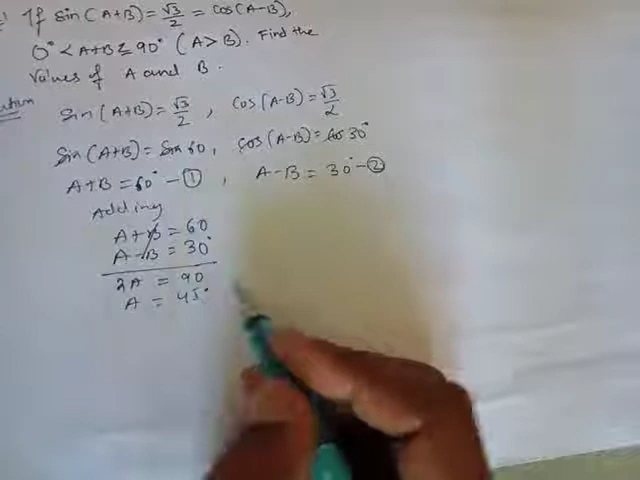 If Sin(A+B) = √3/2 = cos(A-B),
0° < A+B ≤ 90° (A > B). Find the
values of A and B.
Sin(A+B) = √3/2 , cos(A-B) = √3/2
Sin(A+B) = Sin 60, cos(A-B) = cos 30°
A+B = 60° - ① , A-B = 30° - ②
Adding
A+B = 60
A-B = 30°
2A = 90
A = 45°